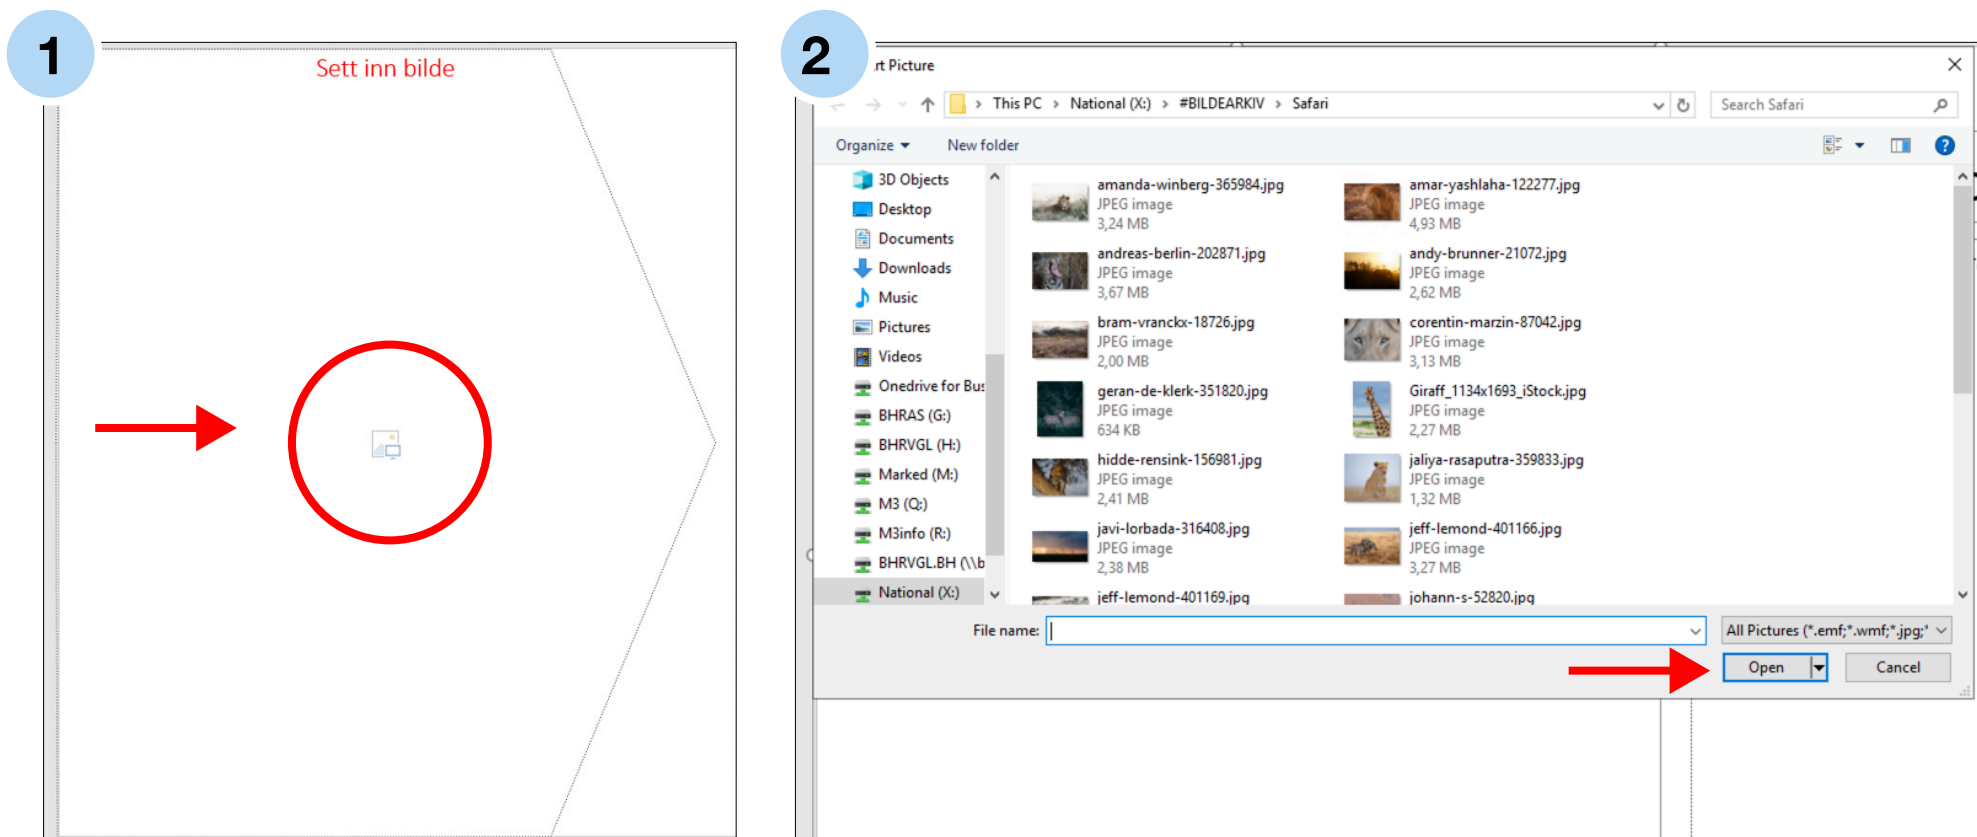 1
Sett inn bilde
2
rt Picture
This PC > National (X:) > #BILDEARKIV > Safari
Search Safari
Organize
New folder
3D Objects
Desktop
Documents
Downloads
Music
Pictures
Videos
Onedrive for Bus
BHRAS (G:)
BHRVGL (H:)
Marked (M:)
M3 (Q:)
M3info (R:)
BHRVGL.BH (\\b
National (X:)
amanda-winberg-365984.jpg
JPEG image
3,24 MB
amar-yashlaha-122277.jpg
JPEG image
4,93 MB
andreas-berlin-202871.jpg
JPEG image
3,67 MB
andy-brunner-21072.jpg
JPEG image
2,62 MB
bram-vranckx-18726.jpg
JPEG image
2,00 MB
corentin-marzin-87042.jpg
JPEG image
3,13 MB
geran-de-klerk-351820.jpg
JPEG image
634 KB
Giraff_1134x1693_iStock.jpg
JPEG image
2,27 MB
hidde-rensink-156981.jpg
JPEG image
2,41 MB
jaliya-rasaputra-359833.jpg
JPEG image
1,32 MB
javi-lorbada-316408.jpg
JPEG image
2,38 MB
jeff-lemond-401166.jpg
JPEG image
3,27 MB
jeff-lemond-401169.jpg
johann-s-52820.jpg
File name:
All Pictures (*.emf;*.wmf;*.jpg;*
Open
Cancel